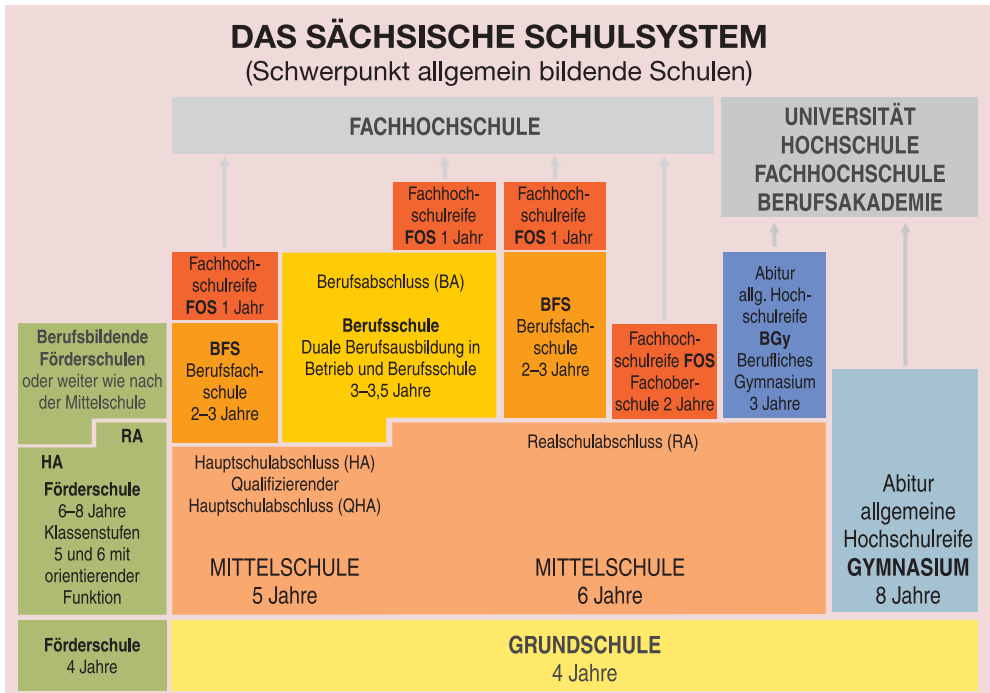 DAS SÄCHSISCHE SCHULSYSTEM
(Schwerpunkt allgemein bildende Schulen)
FACHHOCHSCHULE
UNIVERSITÄT
HOCHSCHULE
FACHHOCHSCHULE
BERUFSAKADEMIE
Fachhoch-
schulreife
FOS 1 Jahr
Fachhoch-
schulreife
FOS 1 Jahr
Fachhoch-
schulreife
FOS 1 Jahr
Berufsabschluss (BA)
Berufsschule
Duale Berufsausbildung in
Betrieb und Berufsschule
3–3,5 Jahre
BFS
Berufsfach-
schule
2–3 Jahre
Abitur
allg. Hoch-
schulreife
BGy
Berufliches
Gymnasium
3 Jahre
Berufsbildende
Förderschulen
oder weiter wie nach
der Mittelschule
BFS
Berufsfach-
schule
2–3 Jahre
Fachhoch-
schulreife FOS
Fachober-
schule 2 Jahre
RA
HA
Förderschule
6–8 Jahre
Klassenstufen
5 und 6 mit
orientierender
Funktion
Hauptschulabschluss (HA)
Qualifizierender
Hauptschulabschluss (QHA)
MITTELSCHULE
5 Jahre
Realschulabschluss (RA)
MITTELSCHULE
6 Jahre
Abitur
allgemeine
Hochschulreife
GYMNASIUM
8 Jahre
Förderschule
4 Jahre
GRUNDSCHULE
4 Jahre